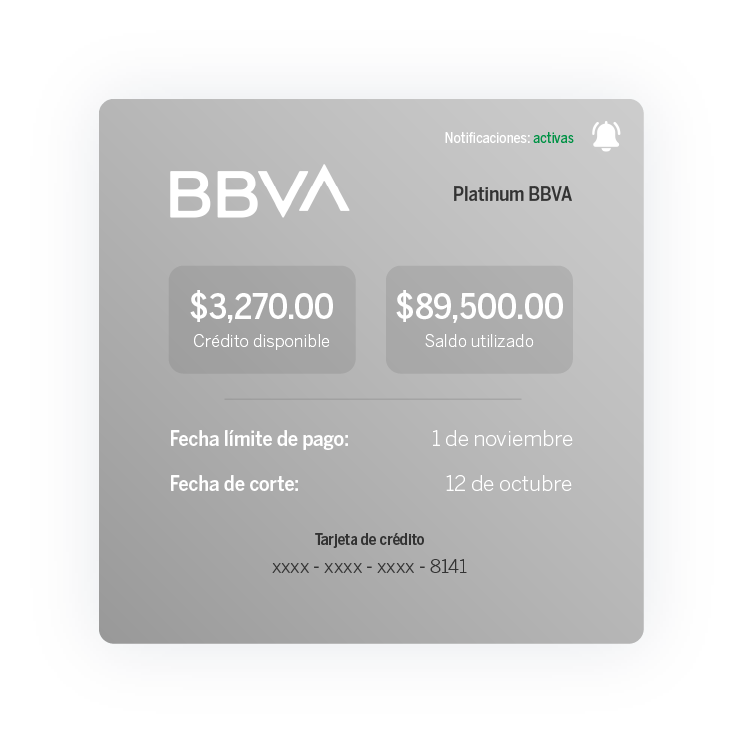 Notificaciones: activas
BBVA
Platinum BBVA
$3,270.00
Crédito disponible
$89,500.00
Saldo utilizado
Fecha límite de pago: 1 de noviembre
Fecha de corte: 12 de octubre
Tarjeta de crédito
xxxx - xxxx - xxxx - 8141